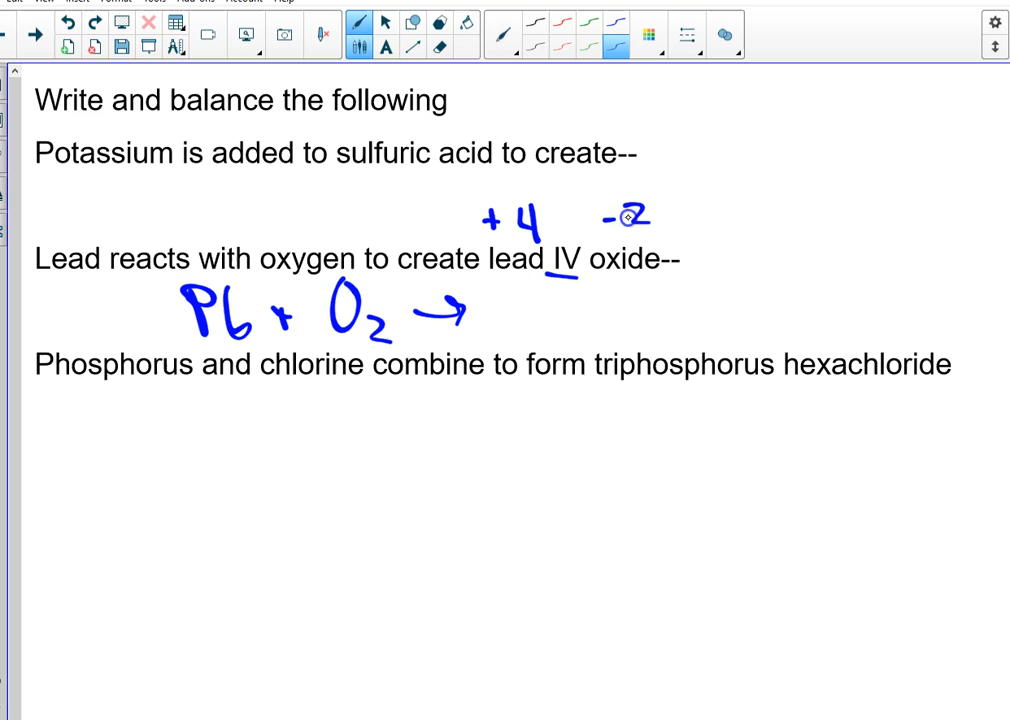 Write and balance the following
Potassium is added to sulfuric acid to create--
+4 -2
Lead reacts with oxygen to create lead IV oxide--
Pb + O₂ →
Phosphorus and chlorine combine to form triphosphorus hexachloride